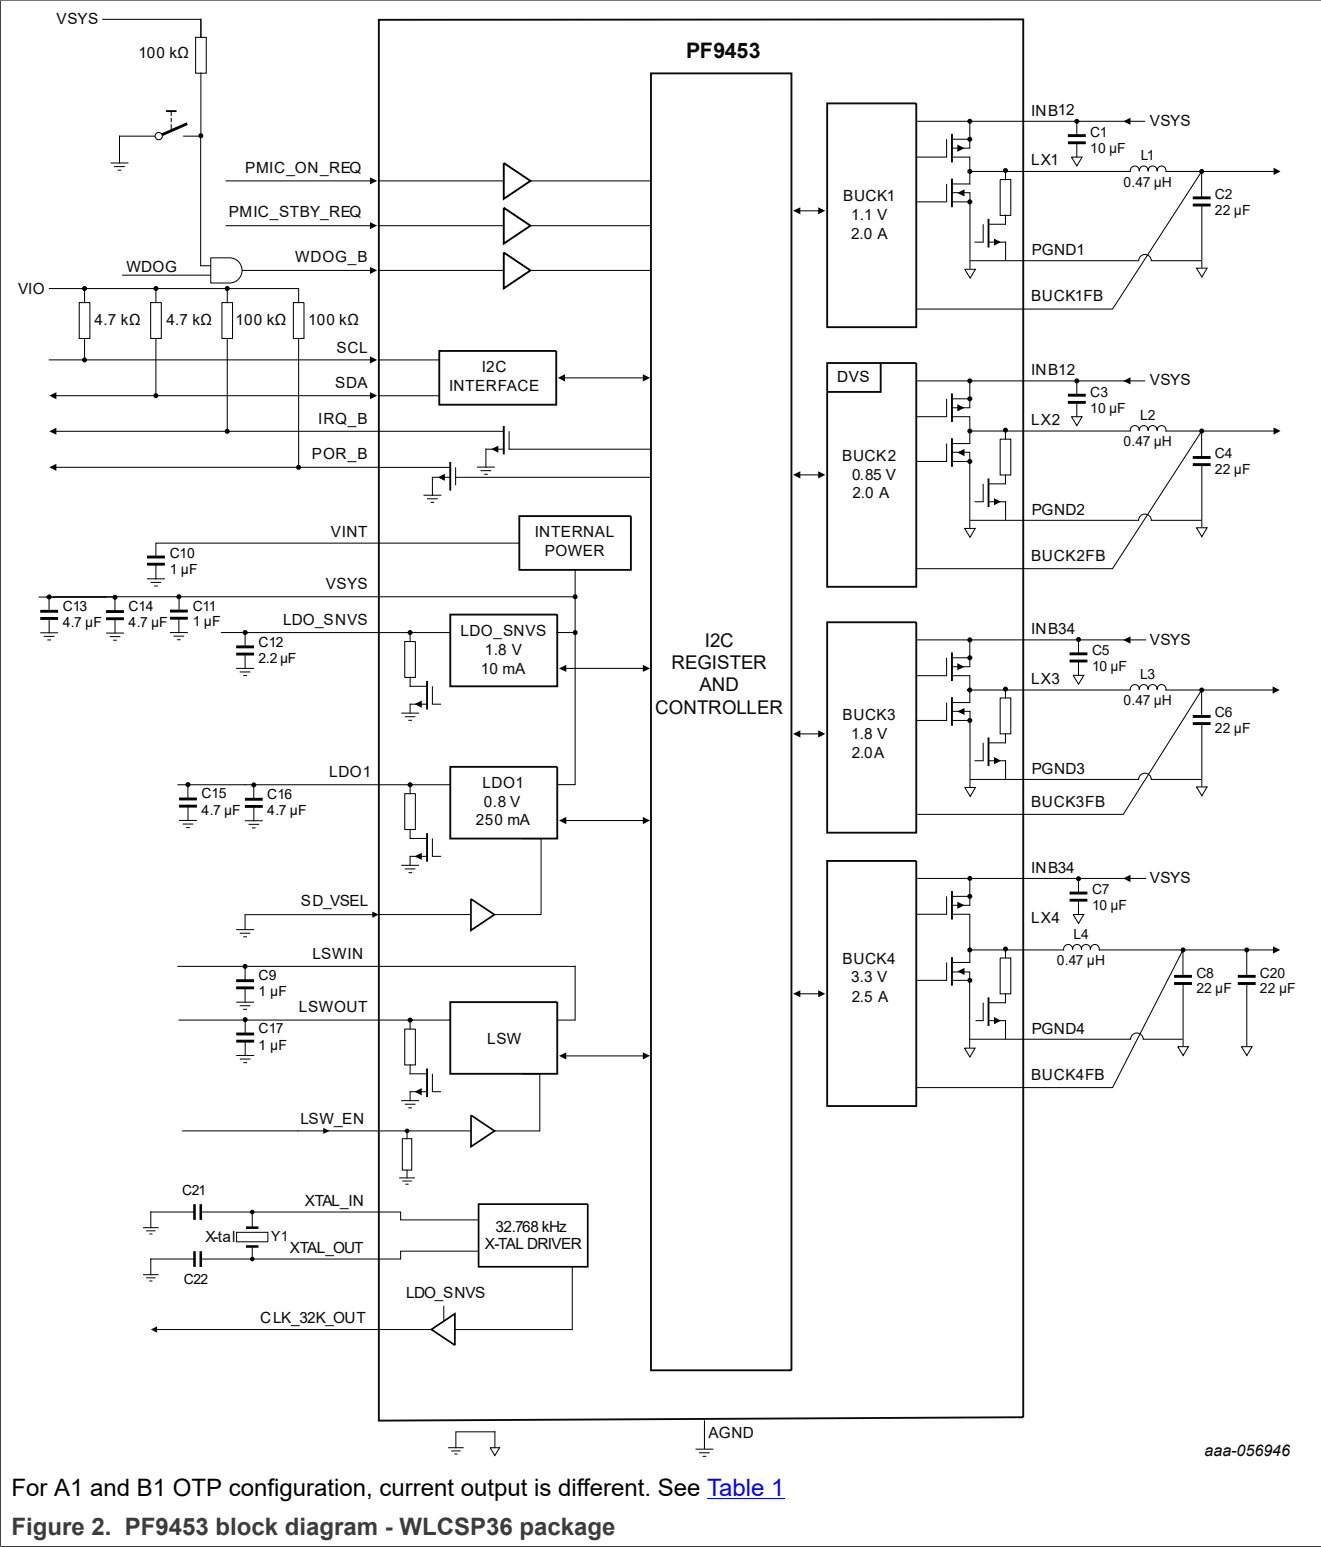 VSYS
100 kΩ
PF9453
PMIC_ON_REQ
PMIC_STBY_REQ
WDOG_B
WDOG
VIO
4.7 kΩ
4.7 kΩ
100 kΩ
100 kΩ
SCL
SDA
IRQ_B
POR_B
I2C
INTERFACE
VINT
INTERNAL
POWER
C10
1 µF
VSYS
C13
4.7 µF
C14
4.7 µF
C11
1 µF
LDO_SNVS
C12
2.2 µF
LDO_SNVS
1.8 V
10 mA
LDO1
C15
4.7 µF
C16
4.7 µF
LDO1
0.8 V
250 mA
SD_VSEL
LSWIN
C9
1 µF
LSWOUT
C17
1 µF
LSW
LSW_EN
C21
XTAL_IN
X-tal
Y1
XTAL_OUT
C22
32.768 kHz
X-TAL DRIVER
LDO_SNVS
CLK_32K_OUT
I2C
REGISTER
AND
CONTROLLER
BUCK1
1.1 V
2.0 A
INB12
VSYS
C1
10 µF
LX1
L1
0.47 µH
C2
22 µF
PGND1
BUCK1FB
DVS
BUCK2
0.85 V
2.0 A
INB12
VSYS
C3
10 µF
LX2
L2
0.47 µH
C4
22 µF
PGND2
BUCK2FB
BUCK3
1.8 V
2.0 A
INB34
VSYS
C5
10 µF
LX3
L3
0.47 µH
C6
22 µF
PGND3
BUCK3FB
BUCK4
3.3 V
2.5 A
INB34
VSYS
C7
10 µF
LX4
L4
0.47 µH
C8
22 µF
C20
22 µF
PGND4
BUCK4FB
AGND
aaa-056946
For A1 and B1 OTP configuration, current output is different. See Table 1
Figure 2. PF9453 block diagram - WLCSP36 package